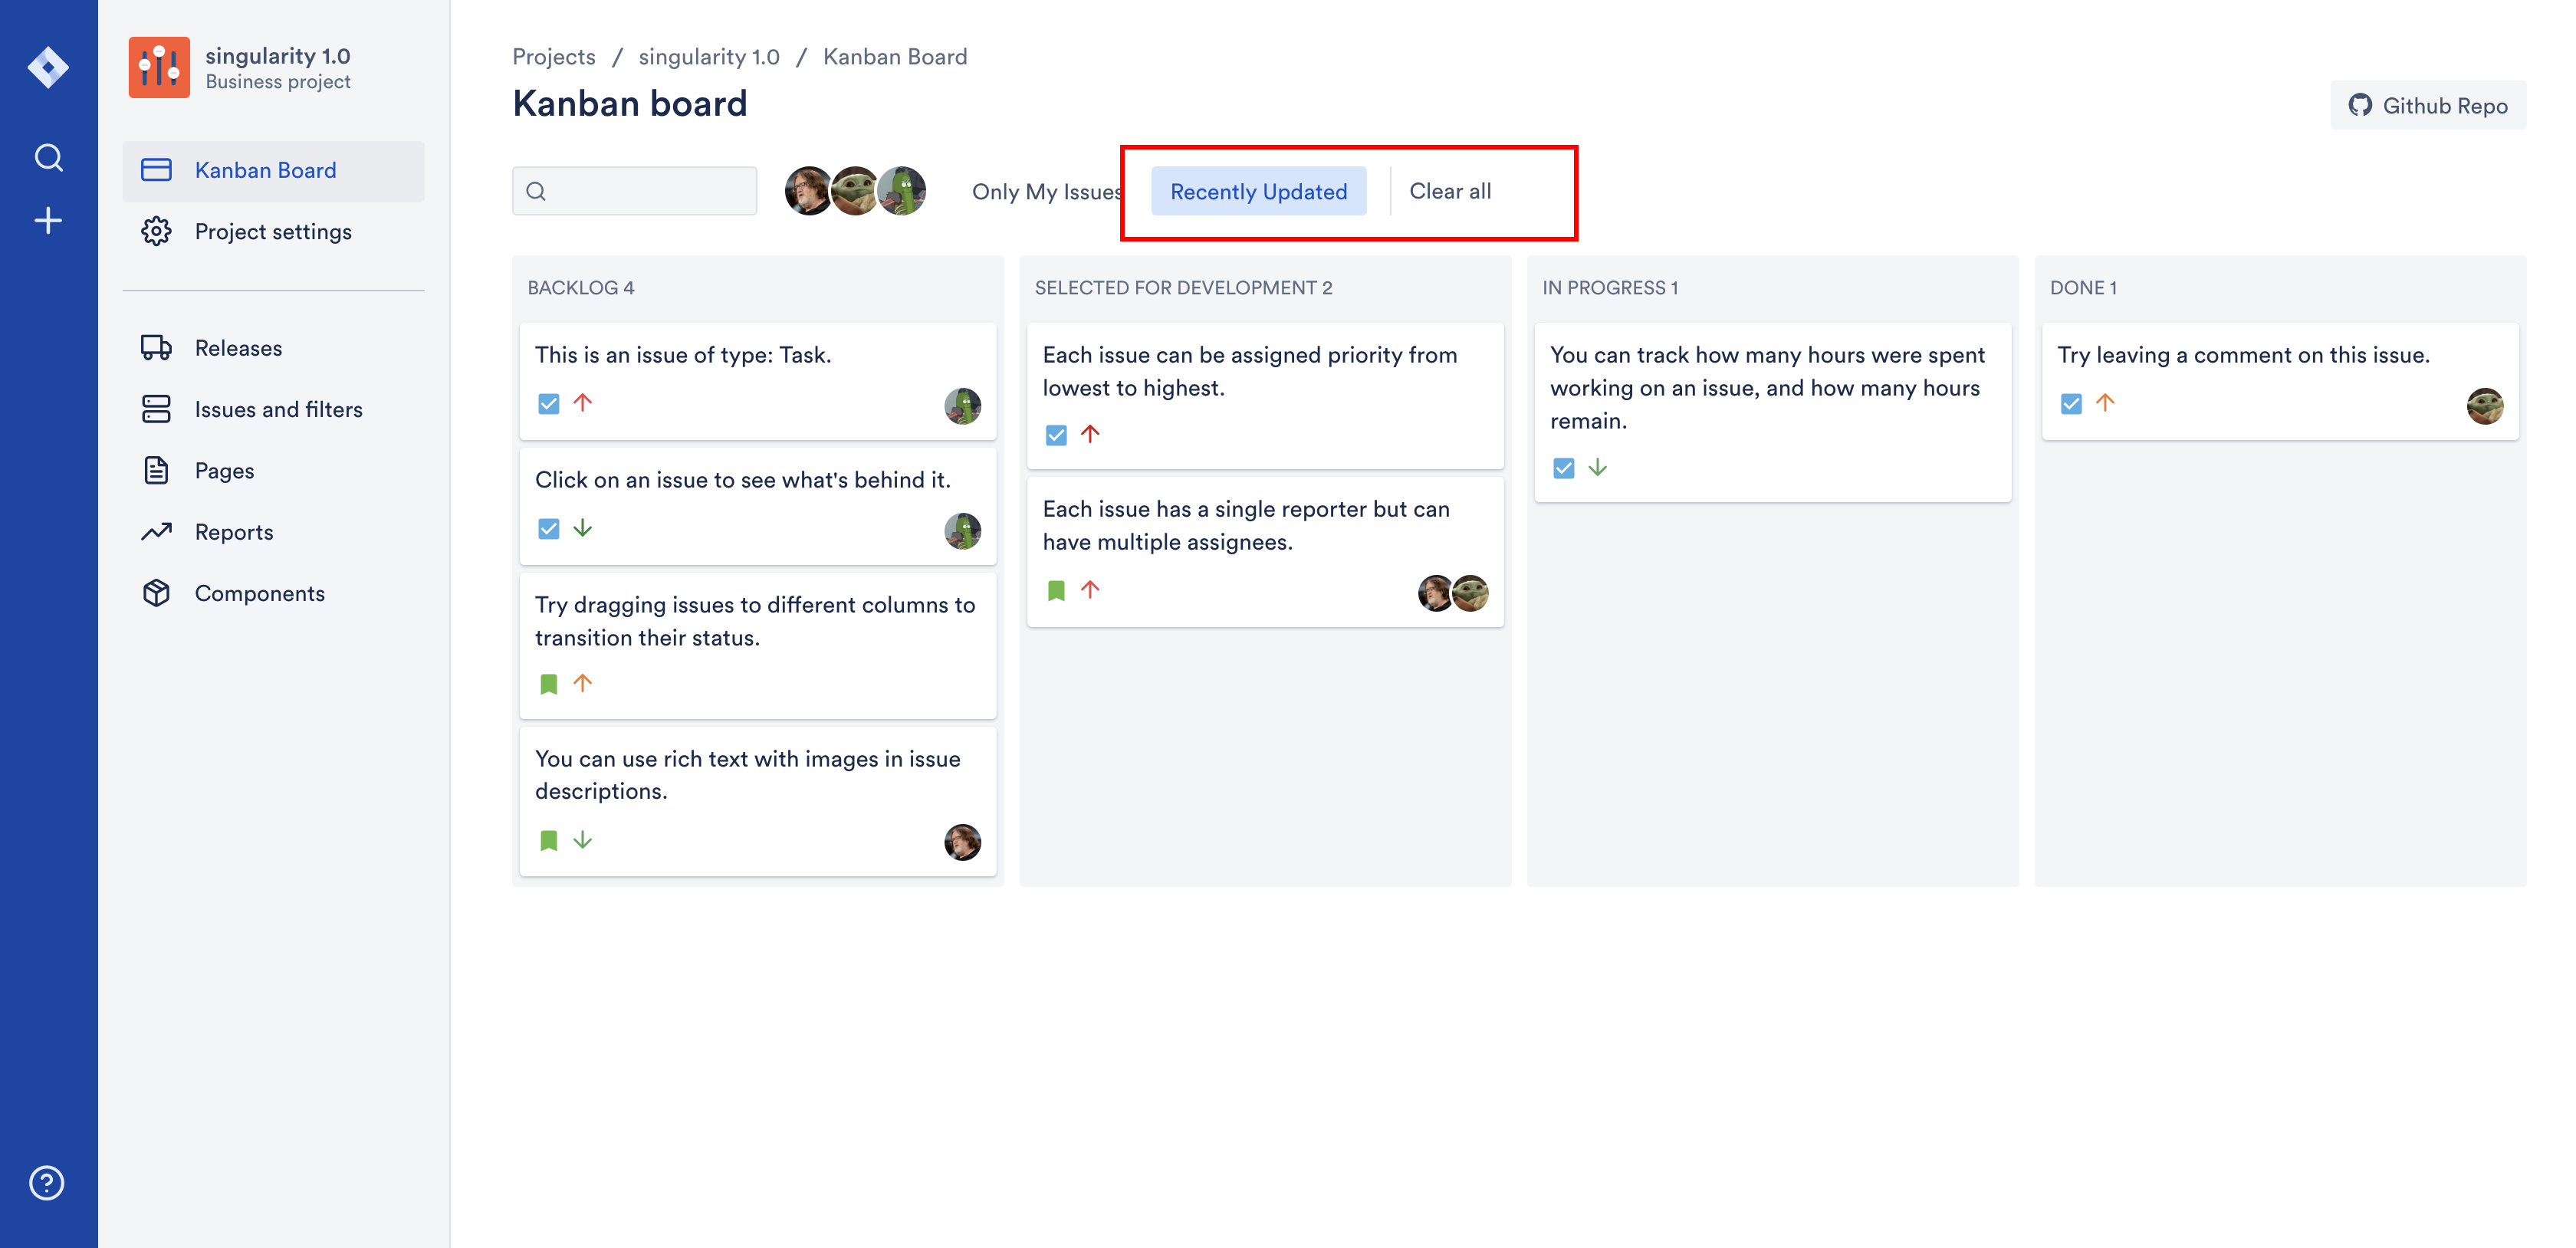 singularity 1.0
Business project
Kanban Board
Project settings
Releases
Issues and filters
Pages
Reports
Components
Projects / singularity 1.0 / Kanban Board
Kanban board
Github Repo
Only My Issues Recently Updated Clear all
BACKLOG 4
This is an issue of type: Task.
Click on an issue to see what's behind it.
Try dragging issues to different columns to
transition their status.
You can use rich text with images in issue
descriptions.
SELECTED FOR DEVELOPMENT 2
Each issue can be assigned priority from
lowest to highest.
Each issue has a single reporter but can
have multiple assignees.
IN PROGRESS 1
You can track how many hours were spent
working on an issue, and how many hours
remain.
DONE 1
Try leaving a comment on this issue.